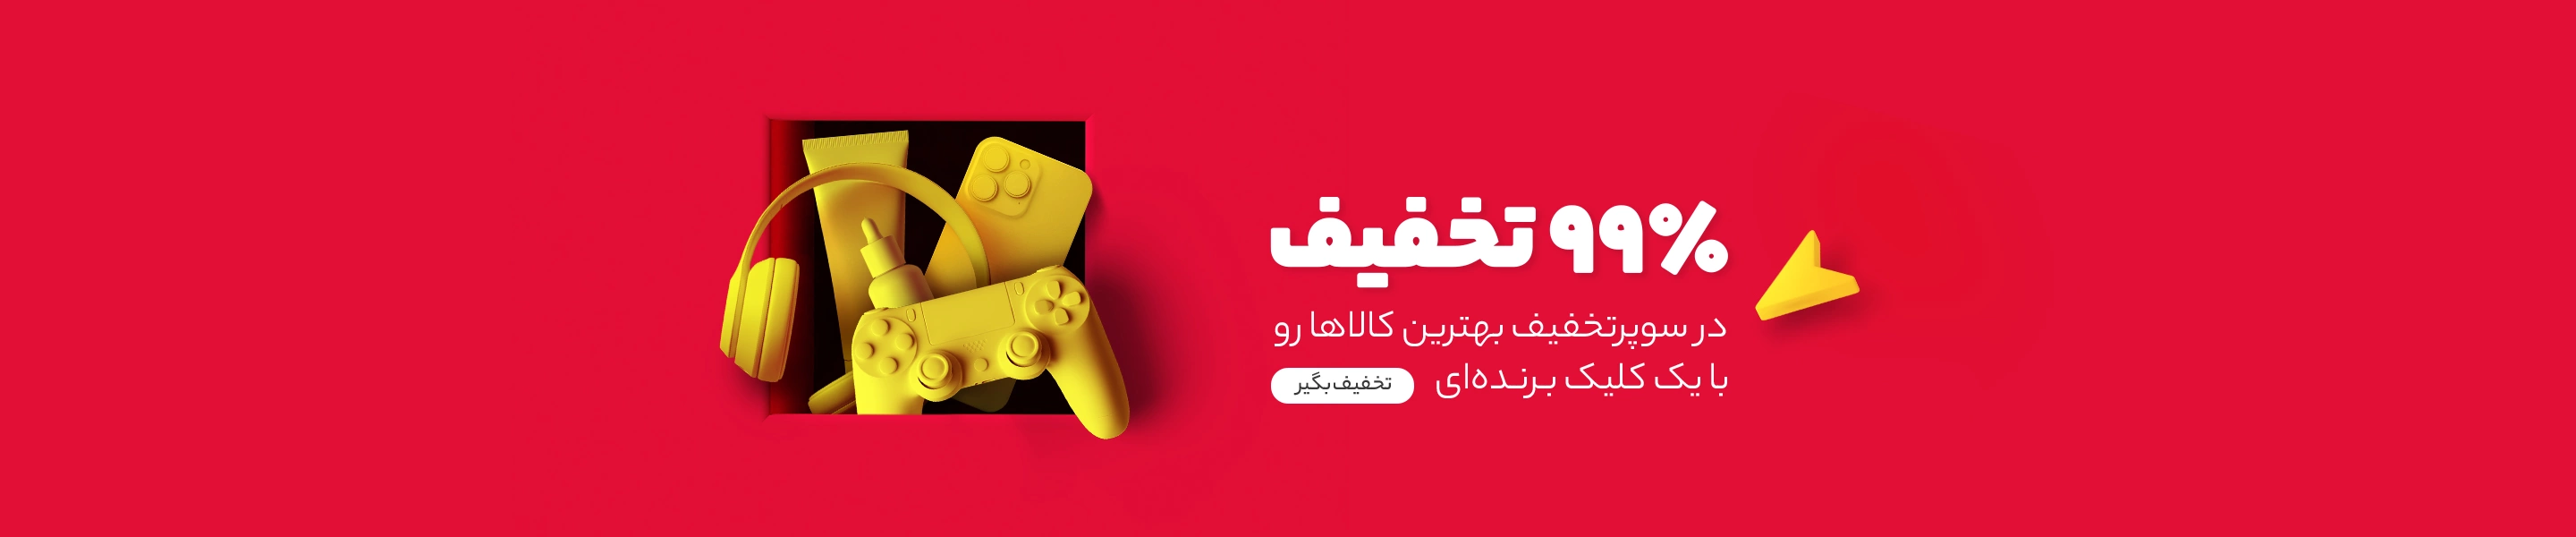 %۹۹ تخفیف
در سوپرتخفیف بهترین کالاها رو
با یک کلیک برنده‌ای
تخفیف بگیر